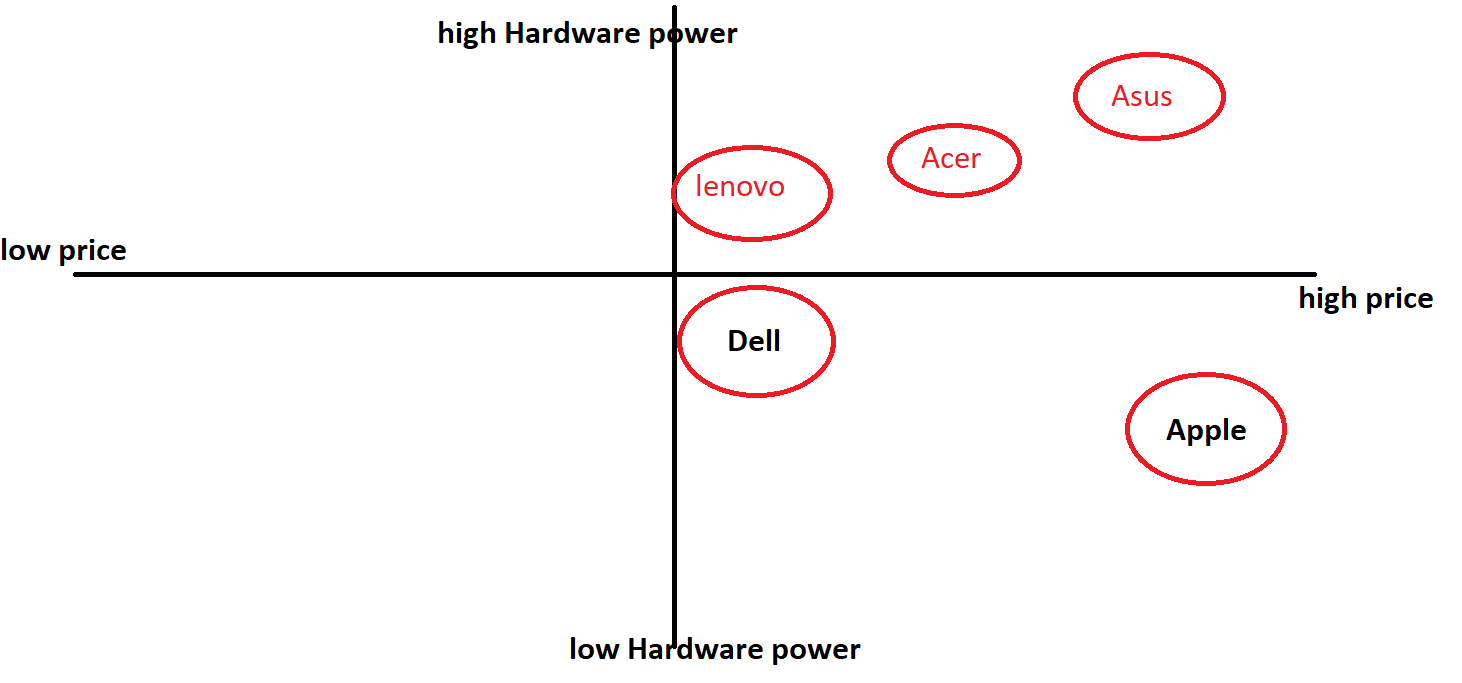 high Hardware power
Asus
Acer
lenovo
low price
high price
Dell
Apple
low Hardware power